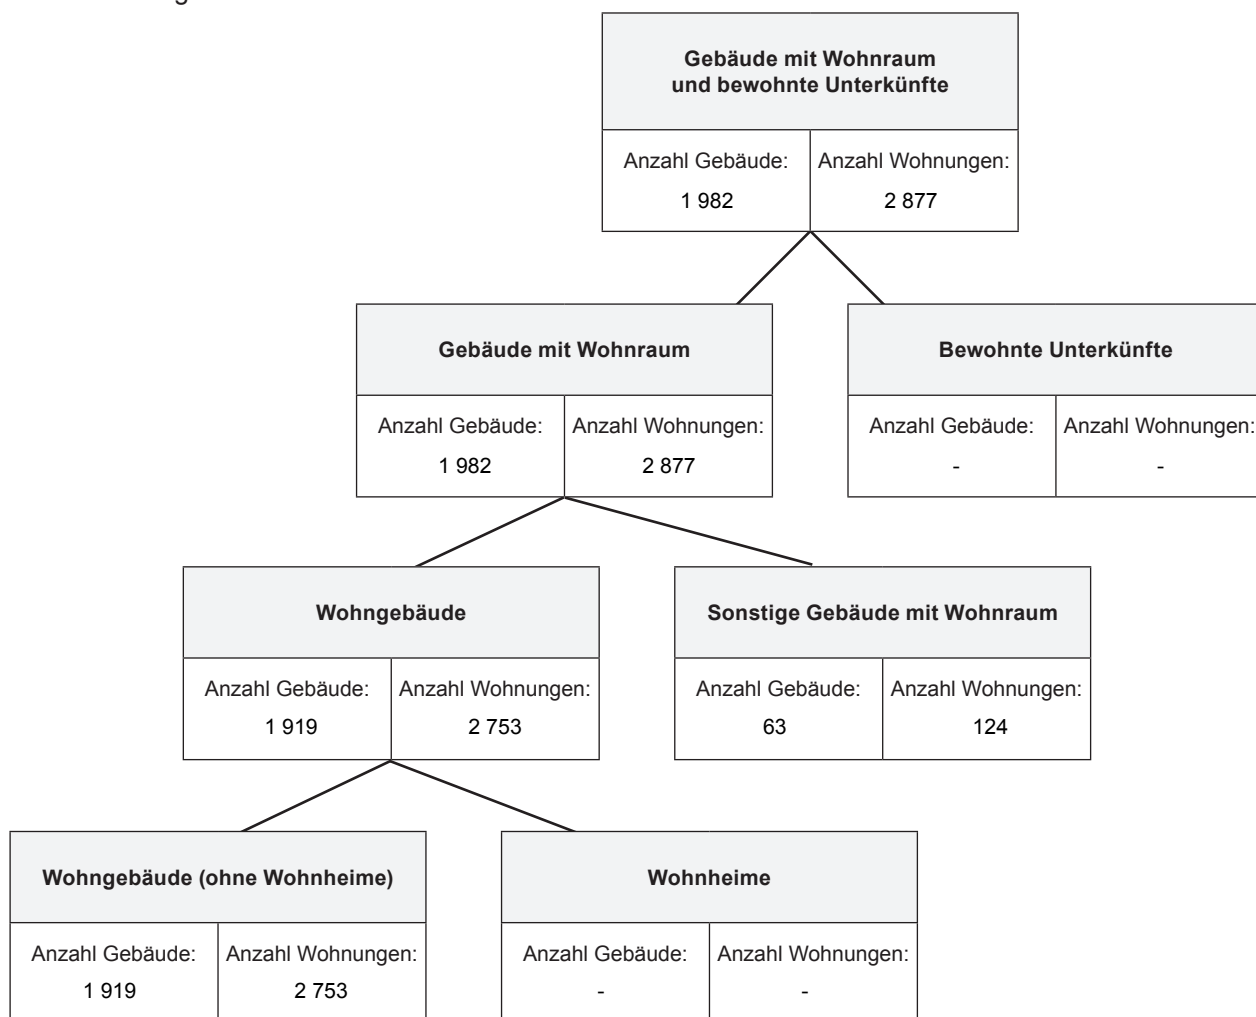 Gebäude mit Wohnraum
und bewohnte Unterkünfte
Anzahl Gebäude:
1 982
Anzahl Wohnungen:
2 877
Gebäude mit Wohnraum
Anzahl Gebäude:
1 982
Anzahl Wohnungen:
2 877
Bewohnte Unterkünfte
Anzahl Gebäude:
-
Anzahl Wohnungen:
-
Wohngebäude
Anzahl Gebäude:
1 919
Anzahl Wohnungen:
2 753
Sonstige Gebäude mit Wohnraum
Anzahl Gebäude:
63
Anzahl Wohnungen:
124
Wohngebäude (ohne Wohnheime)
Anzahl Gebäude:
1 919
Anzahl Wohnungen:
2 753
Wohnheime
Anzahl Gebäude:
-
Anzahl Wohnungen:
-